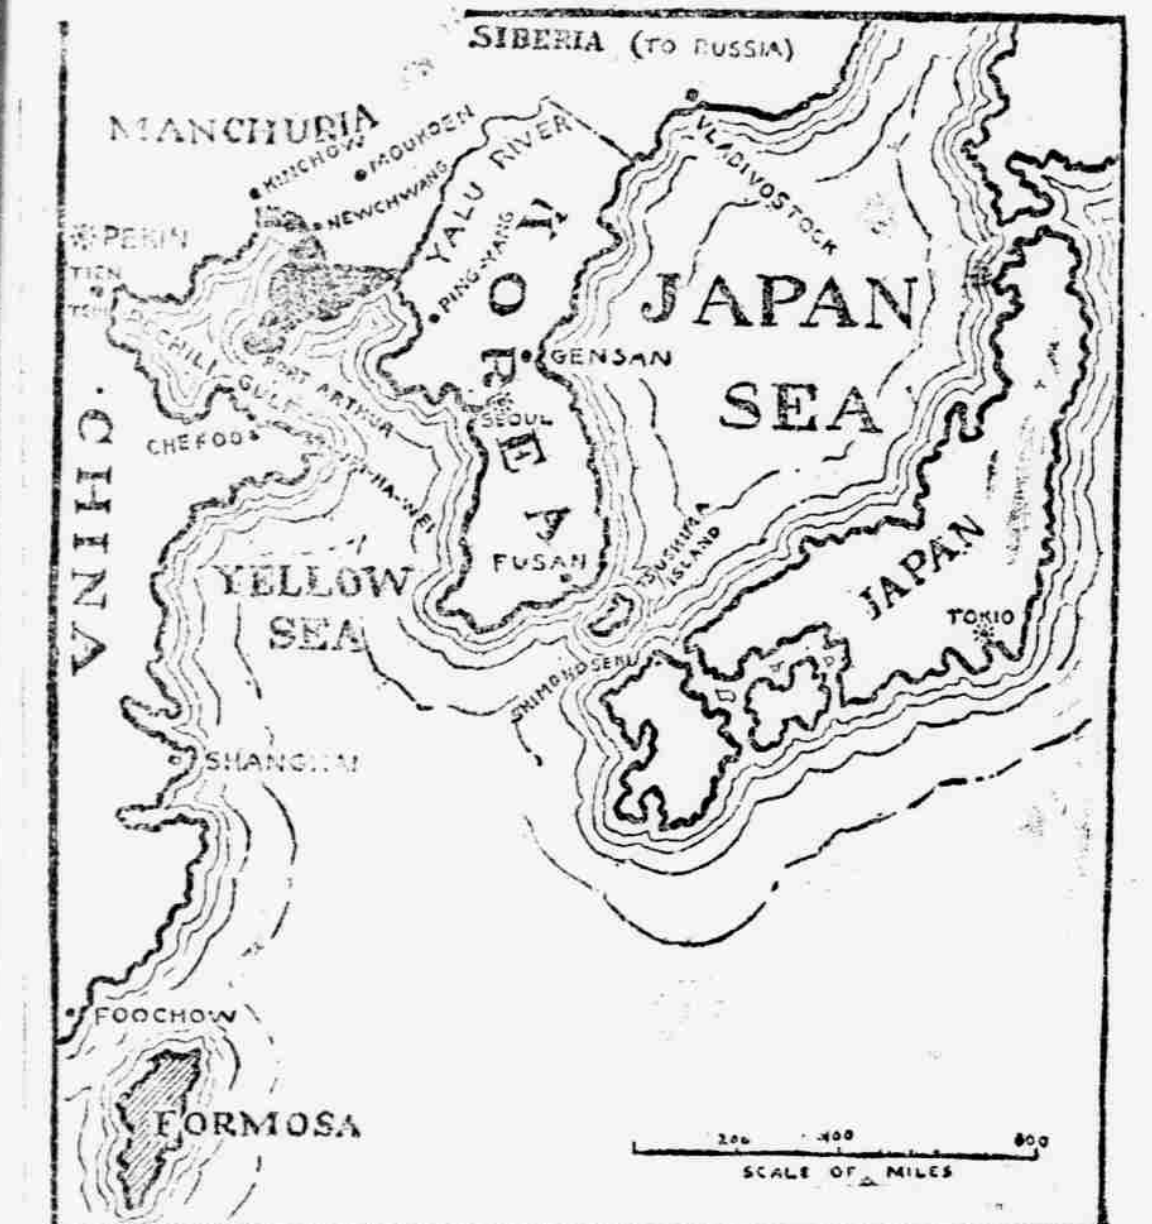 SIBERIA (TO RUSSIA)
MANCHURIA
KINCHOW
MOUKDEN
NEWCHWANG
YALU RIVER
VLADIVOSTOCK
PEKIN
TIEN
PING-YANG
KOREA
JAPAN
SEA
GENSAN
PECHILI GULF
PORT ARTHUR
SEOUL
CHEFOO
CHINA
FUSAN
TSUSHIMA
ISLAND
JAPAN
TOKIO
YELLOW
SEA
SHIMONOSEKI
SHANGHAI
FOOCHOW
FORMOSA
200 400 800
SCALE OF MILES